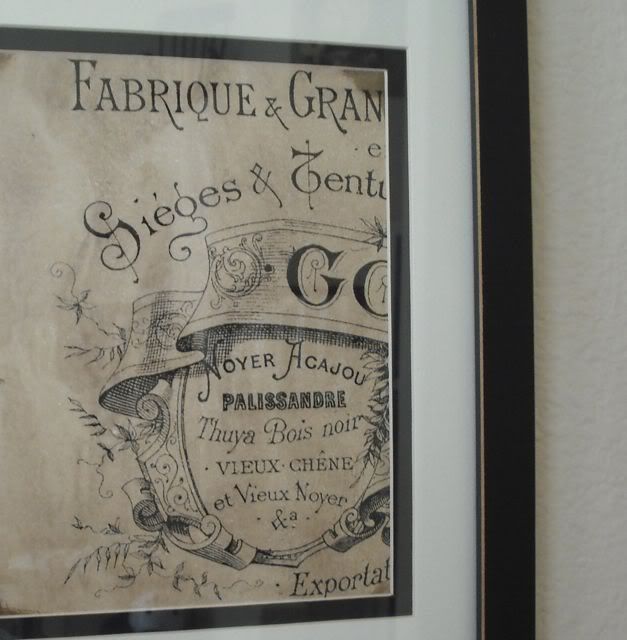 FABRIQUE & GRAN
e
Sièges & Tentu
GO
NOYER ACAJOU
PALISSANDRE
Thuya Bois noir
· VIEUX · CHÊNE
et Vieux Noyer
· &ª ·
· Exportat